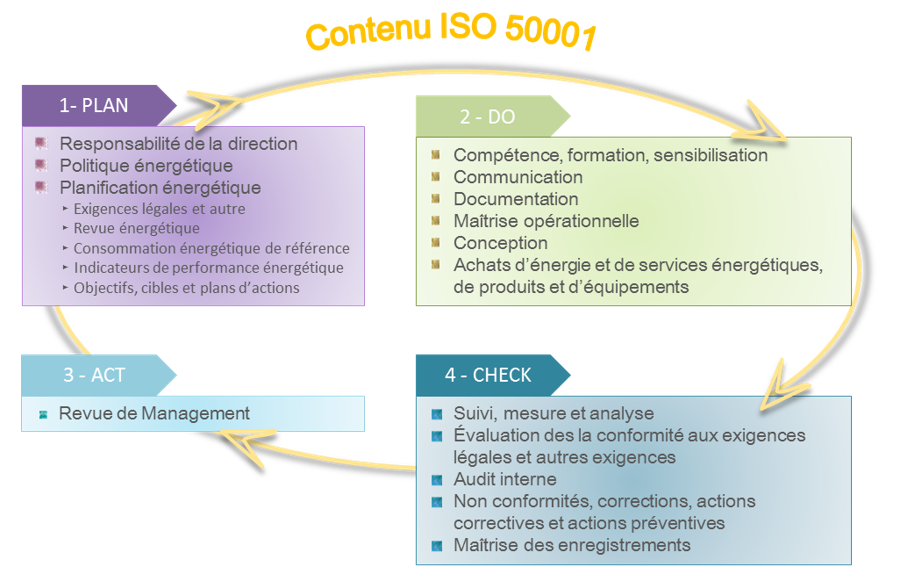 Contenu ISO 50001
1- PLAN
Responsabilité de la direction
Politique énergétique
Planification énergétique
Exigences légales et autre
Revue énergétique
Consommation énergétique de référence
Indicateurs de performance énergétique
Objectifs, cibles et plans d'actions
2 - DO
Compétence, formation, sensibilisation
Communication
Documentation
Maîtrise opérationnelle
Conception
Achats d'énergie et de services énergétiques,
de produits et d'équipements
3 - ACT
Revue de Management
4 - CHECK
Suivi, mesure et analyse
Évaluation des la conformité aux exigences
légales et autres exigences
Audit interne
Non conformités, corrections, actions
correctives et actions préventives
Maîtrise des enregistrements